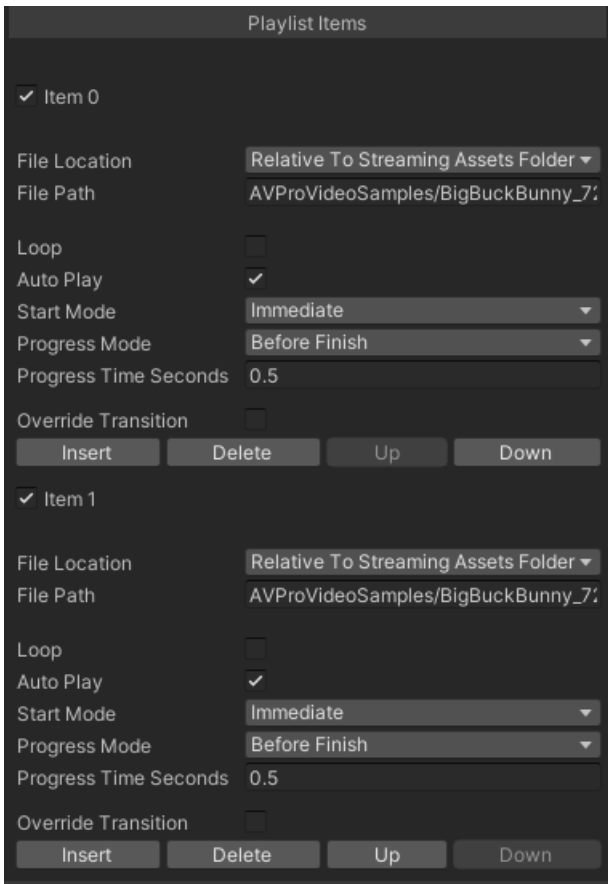 Playlist Items
Item 0
File Location Relative To Streaming Assets Folder
File Path AVProVideoSamples/BigBuckBunny_72
Loop
Auto Play
Start Mode Immediate
Progress Mode Before Finish
Progress Time Seconds 0.5
Override Transition
Insert Delete Up Down
Item 1
File Location Relative To Streaming Assets Folder
File Path AVProVideoSamples/BigBuckBunny_72
Loop
Auto Play
Start Mode Immediate
Progress Mode Before Finish
Progress Time Seconds 0.5
Override Transition
Insert Delete Up Down